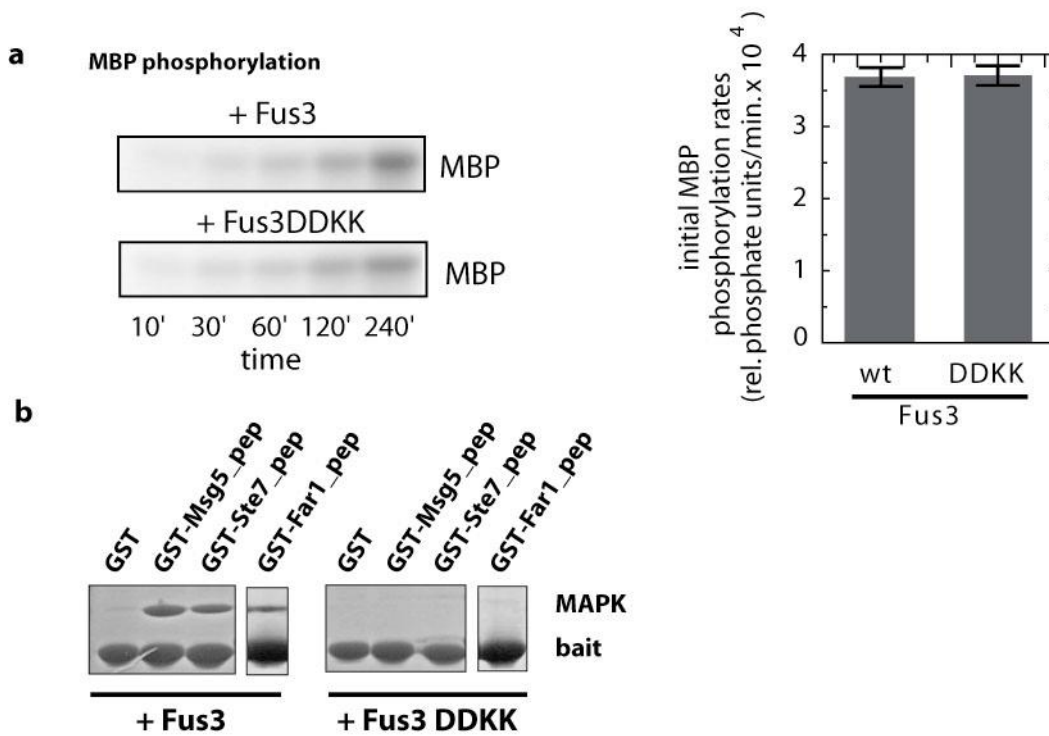 a
MBP phosphorylation
+ Fus3
MBP
+ Fus3DDKK
MBP
10' 30' 60' 120' 240'
time
initial MBP
phosphorylation rates
(rel. phosphate units/min. x 10 4)
4
3
2
1
0
wt DDKK
Fus3
b
GST
GST-Msg5_pep
GST-Ste7_pep
GST-Far1_pep
GST
GST-Msg5_pep
GST-Ste7_pep
GST-Far1_pep
MAPK
bait
+ Fus3
+ Fus3 DDKK